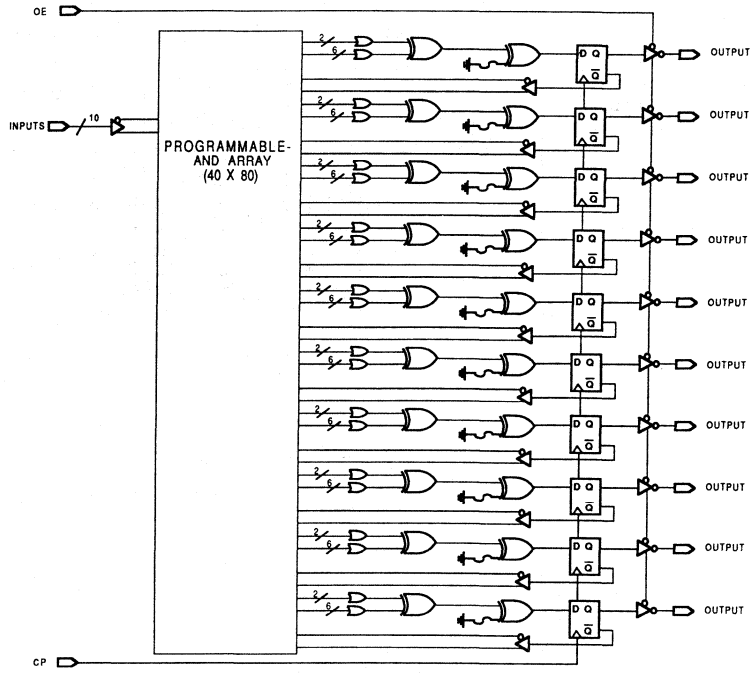 OE
OUTPUT
2 6 D Q Q
10
INPUTS
PROGRAMMABLE-
AND ARRAY
(40 X 80)
OUTPUT
2 6 D Q Q
OUTPUT
2 6 D Q Q
OUTPUT
2 6 D Q Q
OUTPUT
2 6 D Q Q
OUTPUT
2 6 D Q Q
OUTPUT
2 6 D Q Q
OUTPUT
2 6 D Q Q
OUTPUT
2 6 D Q Q
OUTPUT
2 6 D Q Q
CP